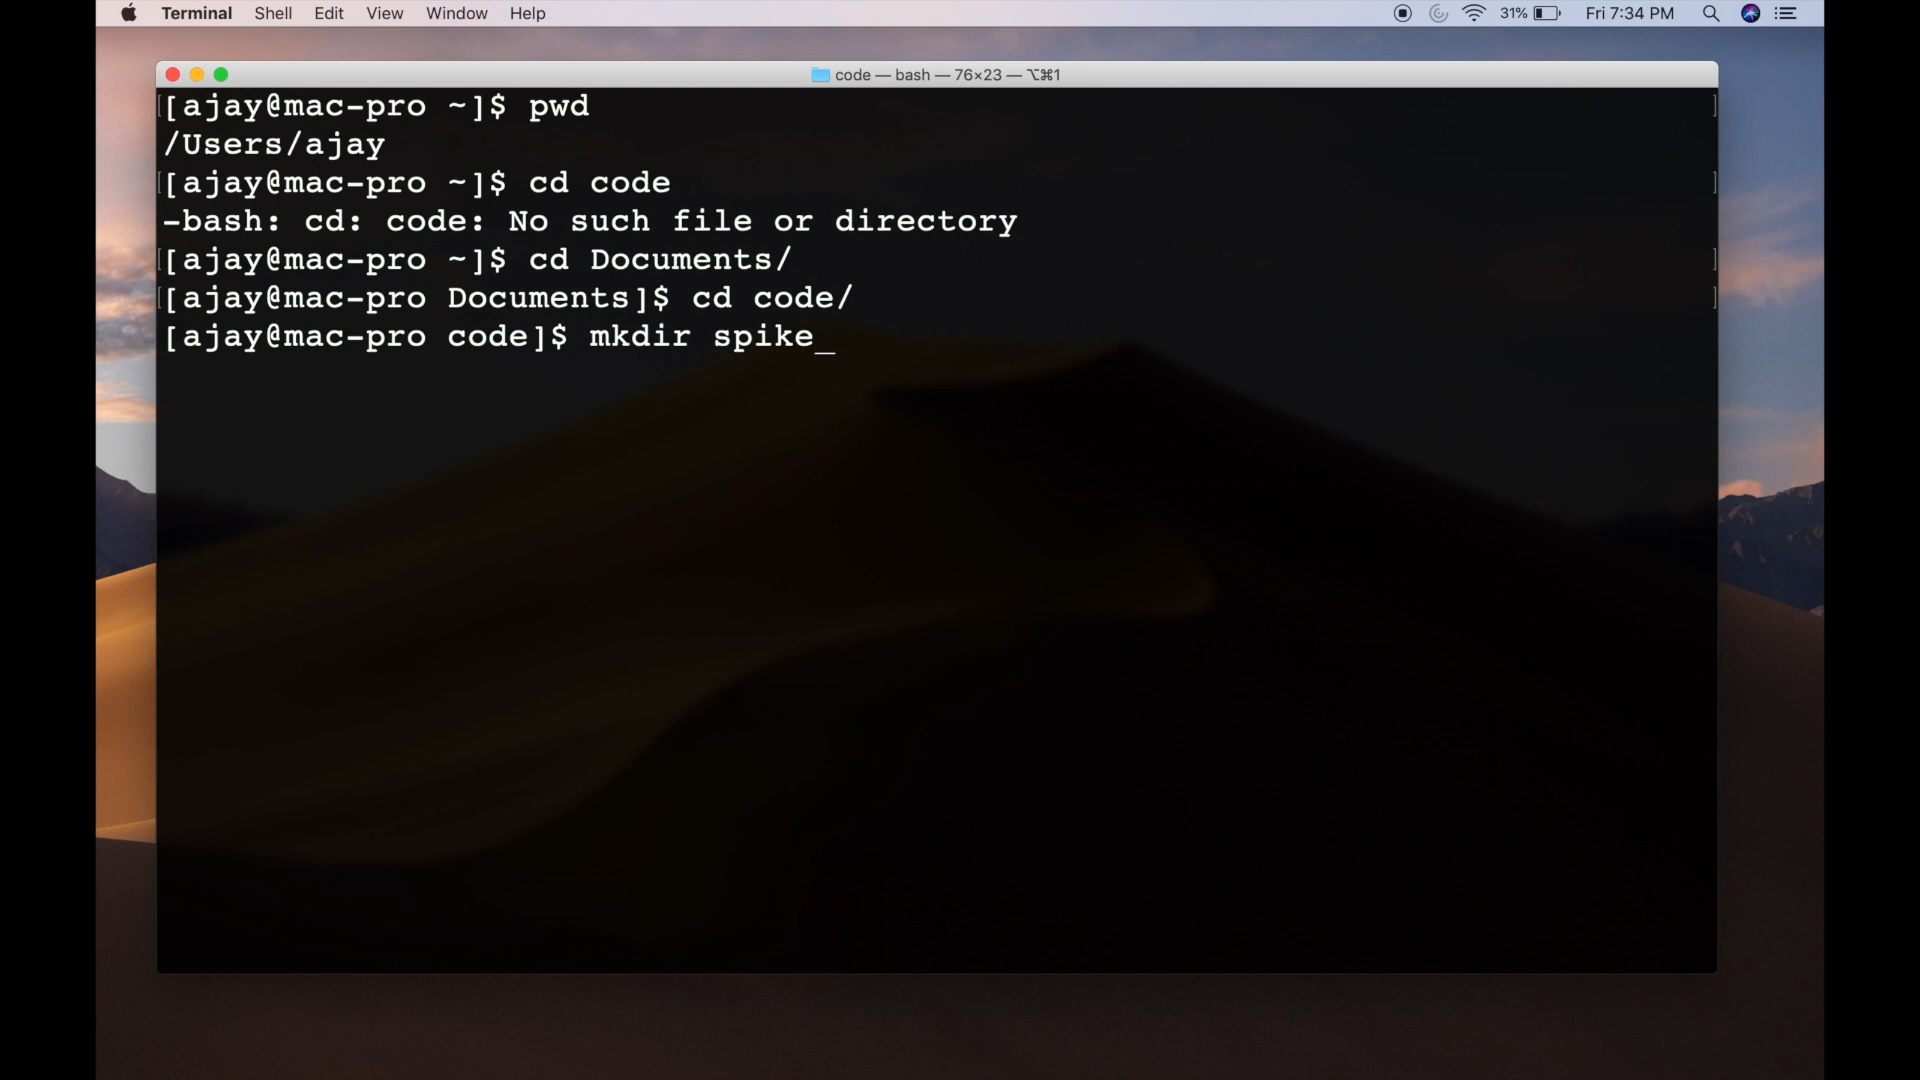 Terminal Shell Edit View Window Help 31% Fri 7:34 PM
code — bash — 76×23 — ⌥⌘1
[ajay@mac-pro ~]$ pwd
/Users/ajay
[ajay@mac-pro ~]$ cd code
-bash: cd: code: No such file or directory
[ajay@mac-pro ~]$ cd Documents/
[ajay@mac-pro Documents]$ cd code/
[ajay@mac-pro code]$ mkdir spike_